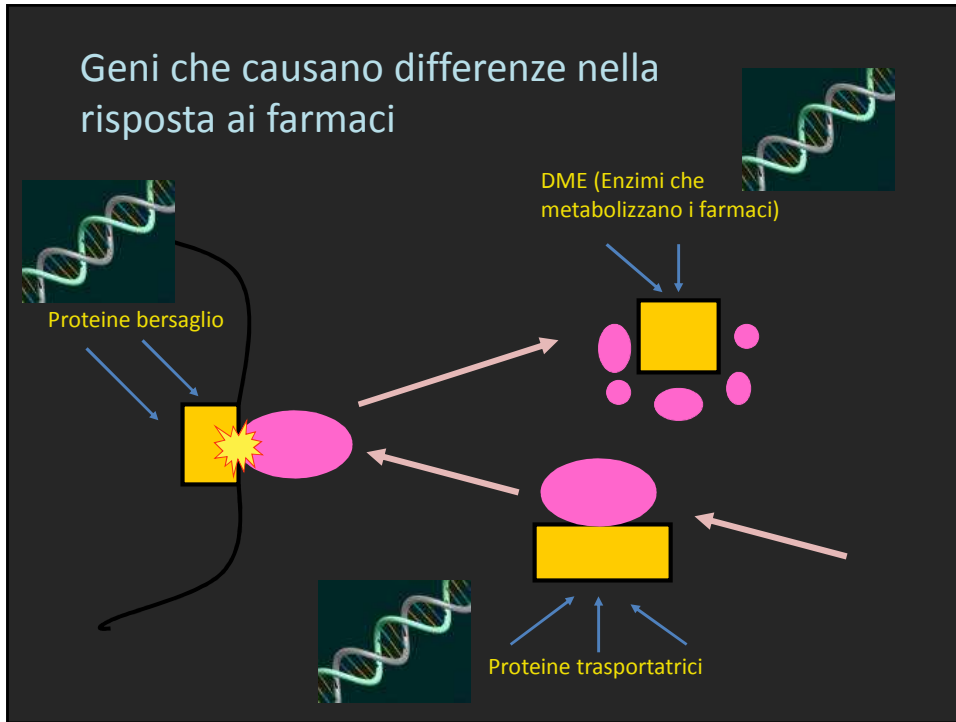 Geni che causano differenze nella
risposta ai farmaci
DME (Enzimi che
metabolizzano i farmaci)
Proteine bersaglio
Proteine trasportatrici